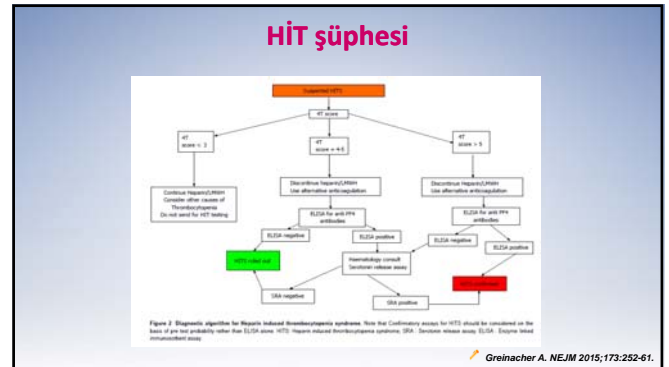 HİT şüphesi
Suspected HITS
4T score
4T
score < 3
4T
score = 4-5
4T
score > 5
Continue Heparin/LMWH
Consider other causes of
Thrombocytopenia
Do not send for HIT testing
Discontinue heparin/LMWH
Use alternative anticoagulation
Discontinue Heparin/LMWH
Use alternative anticoagulation
ELISA for anti PF4
antibodies
ELISA for anti PF4
antibodies
ELISA negative
ELISA positive
ELISA negative
ELISA positive
HITS ruled out
Haematology consult
Serotonin release assay
HITS confirmed
SRA negative
SRA positive
Figure 2 Diagnostic algorithm for Heparin induced thrombocytopenia syndrome. Note that Confirmatory assays for HITS should be considered on the
basis of pre test probability rather than ELISA alone. HITS: Heparin induced thrombocytopenia syndrome, SRA : Serotonin release assay. ELISA : Enzyme linked
immunosorbent assay
Greinacher A. NEJM 2015;173:252-61.